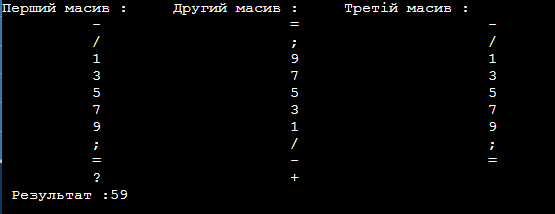 Перший масив : Другий масив : Третій масив :
- = -
/ ; /
1 9 1
3 7 3
5 5 5
7 3 7
9 1 9
; / ;
= - =
? +
Результат :59